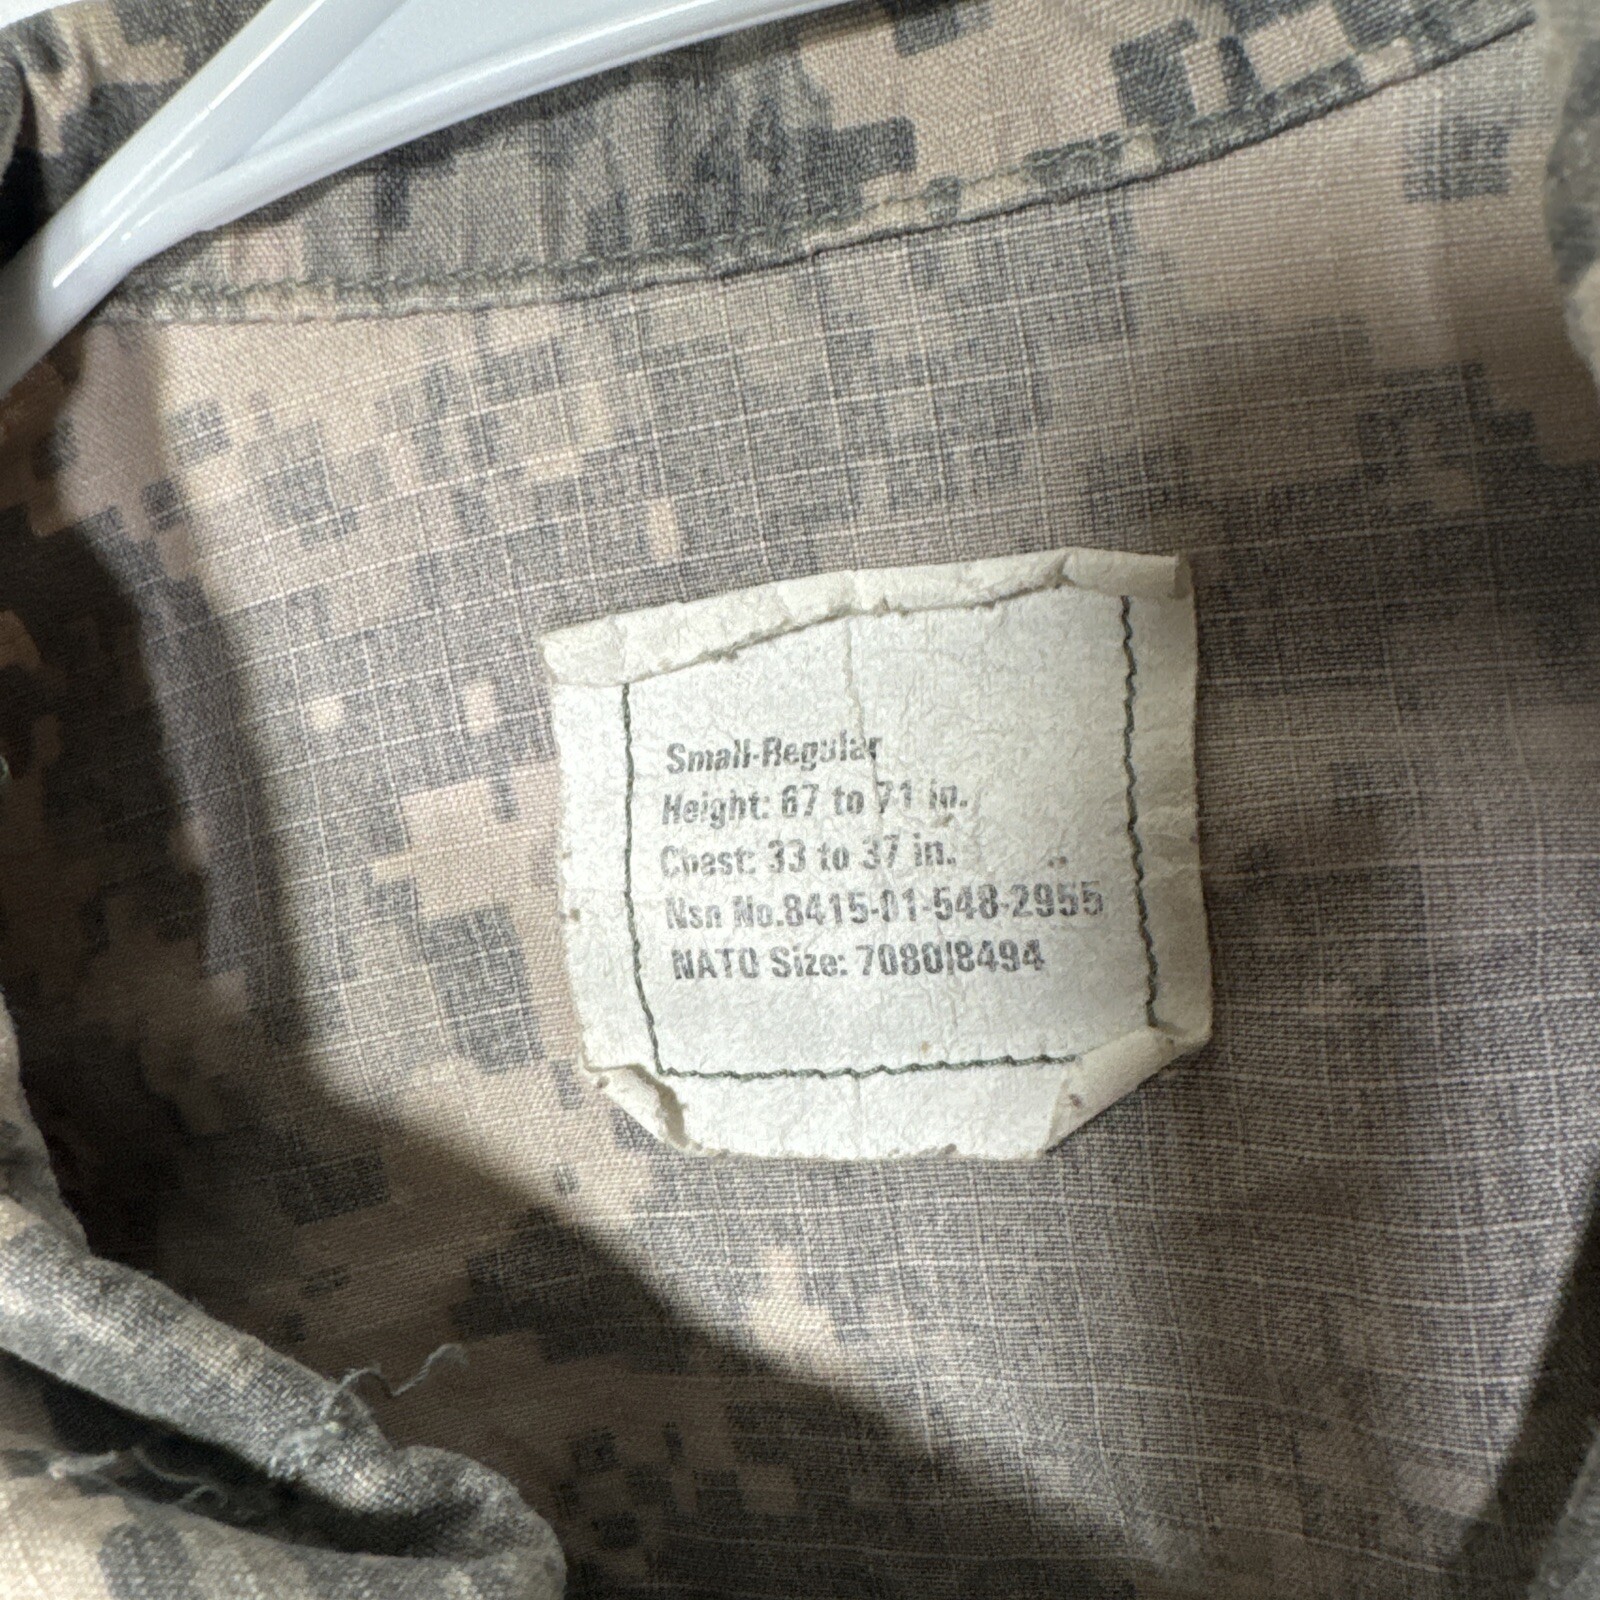 Small-Regular
Height: 67 to 71 in.
Chest: 33 to 37 in.
Nsn No.8415-01-548-2955
NATO Size: 7080|8494